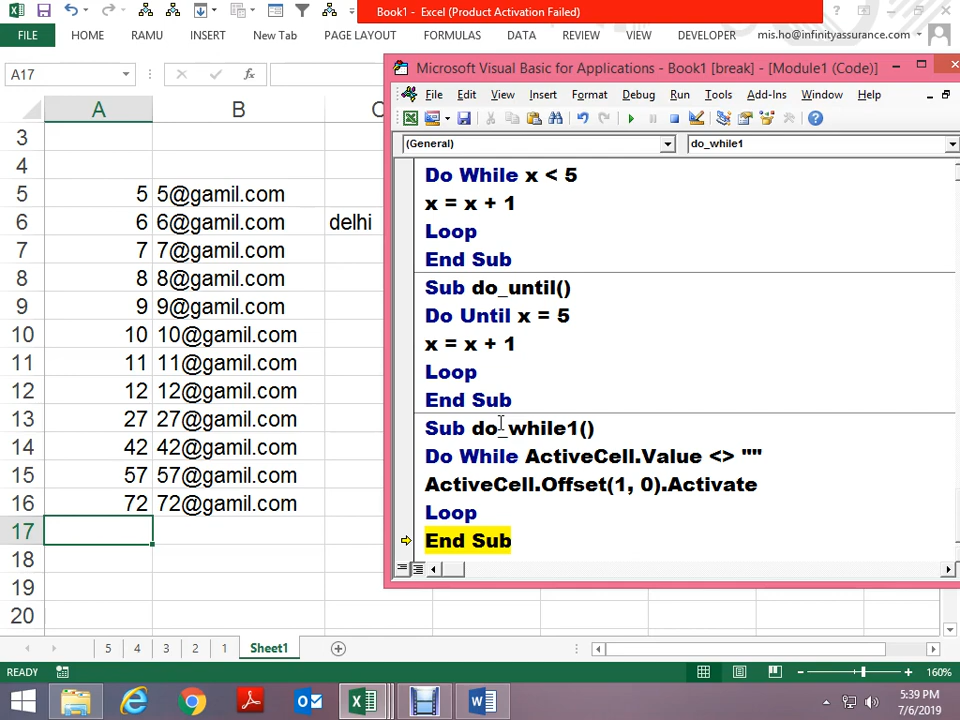 Book1 - Excel (Product Activation Failed)
FILE HOME RAMU INSERT New Tab PAGE LAYOUT FORMULAS DATA REVIEW VIEW DEVELOPER mis.ho@infinityassurance.com
A17
Microsoft Visual Basic for Applications - Book1 [break] - [Module1 (Code)]
File Edit View Insert Format Debug Run Tools Add-Ins Window Help
(General) do_while1
A B C
3
4
5 5 5@gamil.com
6 6 6@gamil.com delhi
7 7 7@gamil.com
8 8 8@gamil.com
9 9 9@gamil.com
10 10 10@gamil.com
11 11 11@gamil.com
12 12 12@gamil.com
13 27 27@gamil.com
14 42 42@gamil.com
15 57 57@gamil.com
16 72 72@gamil.com
17
18
19
20
Do While x < 5
x = x + 1
Loop
End Sub
Sub do_until()
Do Until x = 5
x = x + 1
Loop
End Sub
Sub do_while1()
Do While ActiveCell.Value <> ""
ActiveCell.Offset(1, 0).Activate
Loop
End Sub
5 4 3 2 1 Sheet1
READY 160%
5:39 PM
7/6/2019